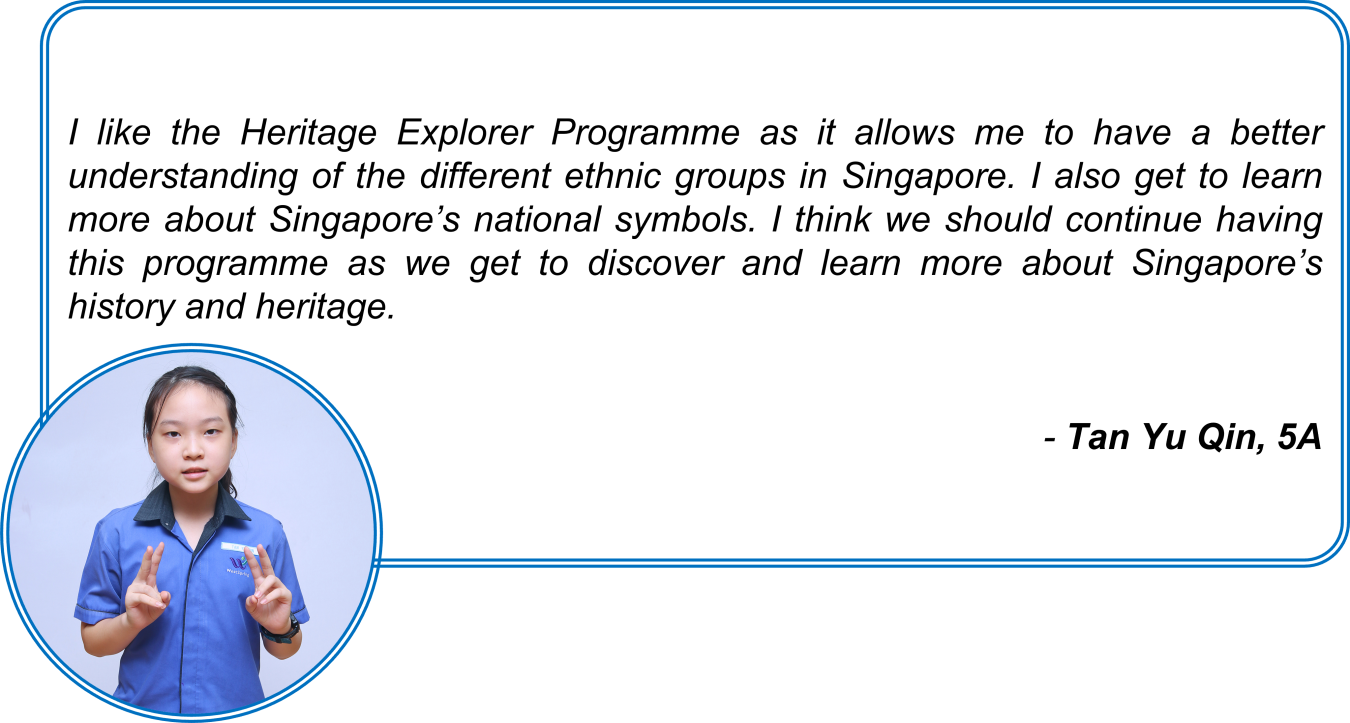 I like the Heritage Explorer Programme as it allows me to have a better
understanding of the different ethnic groups in Singapore. I also get to learn
more about Singapore’s national symbols. I think we should continue having
this programme as we get to discover and learn more about Singapore’s
history and heritage.
- Tan Yu Qin, 5A